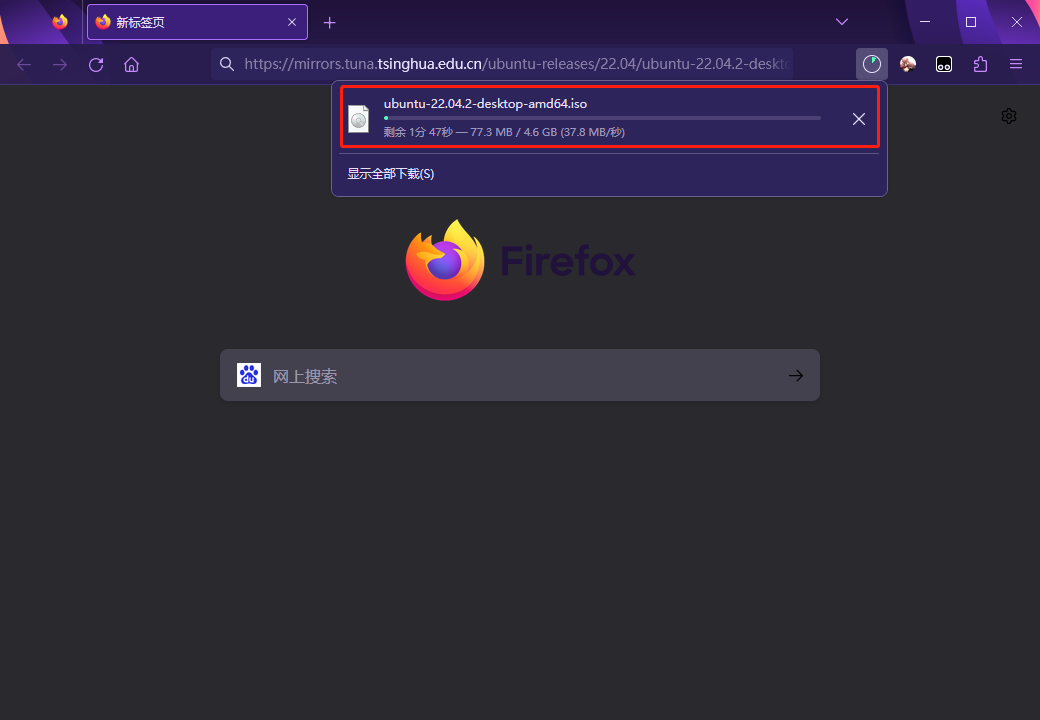 新标签页
https://mirrors.tuna.tsinghua.edu.cn/ubuntu-releases/22.04/ubuntu-22.04.2-deskto
ubuntu-22.04.2-desktop-amd64.iso
剩余 1分 47秒 — 77.3 MB / 4.6 GB (37.8 MB/秒)
显示全部下载(S)
Firefox
du
网上搜索